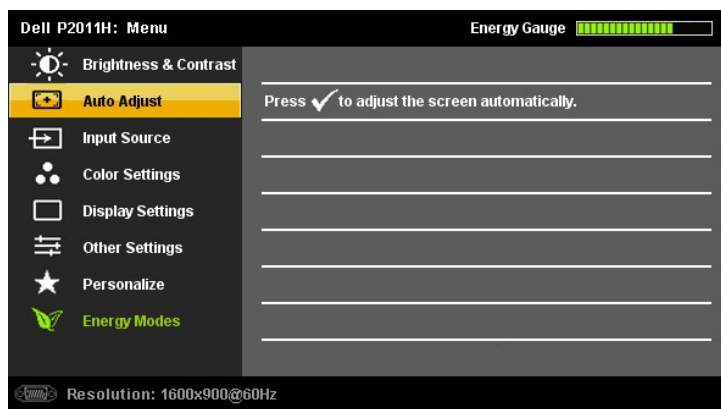 Dell P2011H: Menu
Energy Gauge
Brightness & Contrast
Auto Adjust
Press ✓ to adjust the screen automatically.
Input Source
Color Settings
Display Settings
Other Settings
Personalize
Energy Modes
Resolution: 1600x900@60Hz